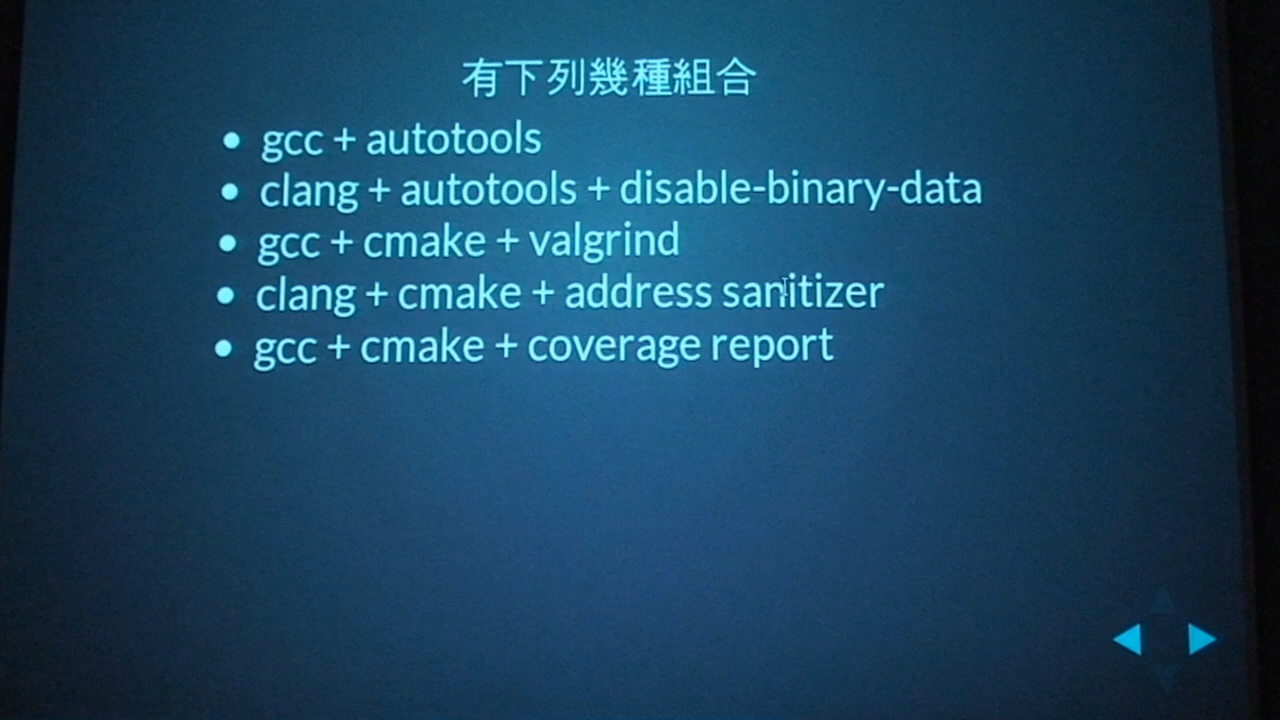 有下列幾種組合
• gcc + autotools
• clang + autotools + disable-binary-data
• gcc + cmake + valgrind
• clang + cmake + address sanitizer
• gcc + cmake + coverage report